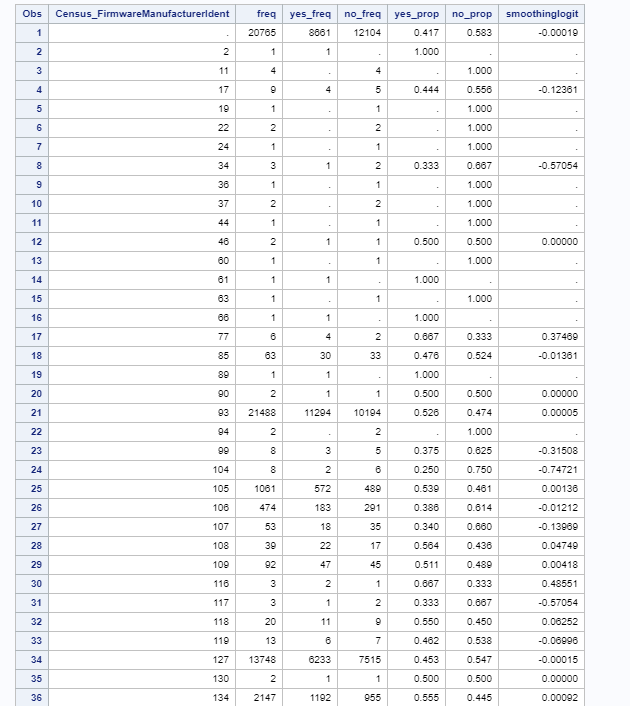 Obs Census_FirmwareManufacturerIdent freq yes_freq no_freq yes_prop no_prop smoothinglogit
1 . 20765 8661 12104 0.417 0.583 -0.00019
2 2 1 1 . 1.000 . .
3 11 4 . 4 . 1.000 .
4 17 9 4 5 0.444 0.556 -0.12361
5 19 1 . 1 . 1.000 .
6 22 2 . 2 . 1.000 .
7 24 1 . 1 . 1.000 .
8 34 3 1 2 0.333 0.667 -0.57054
9 36 1 . 1 . 1.000 .
10 37 2 . 2 . 1.000 .
11 44 1 . 1 . 1.000 .
12 46 2 1 1 0.500 0.500 0.00000
13 60 1 . 1 . 1.000 .
14 61 1 1 . 1.000 . .
15 63 1 . 1 . 1.000 .
16 66 1 1 . 1.000 . .
17 77 6 4 2 0.667 0.333 0.37469
18 85 63 30 33 0.476 0.524 -0.01361
19 89 1 1 . 1.000 . .
20 90 2 1 1 0.500 0.500 0.00000
21 93 21488 11294 10194 0.526 0.474 0.00005
22 94 2 . 2 . 1.000 .
23 99 8 3 5 0.375 0.625 -0.31508
24 104 8 2 6 0.250 0.750 -0.74721
25 105 1061 572 489 0.539 0.461 0.00136
26 106 474 183 291 0.386 0.614 -0.01212
27 107 53 18 35 0.340 0.660 -0.13969
28 108 39 22 17 0.564 0.436 0.04749
29 109 92 47 45 0.511 0.489 0.00418
30 116 3 2 1 0.667 0.333 0.48551
31 117 3 1 2 0.333 0.667 -0.57054
32 118 20 11 9 0.550 0.450 0.06252
33 119 13 6 7 0.462 0.538 -0.06996
34 127 13748 6233 7515 0.453 0.547 -0.00015
35 130 2 1 1 0.500 0.500 0.00000
36 134 2147 1192 955 0.555 0.445 0.00092